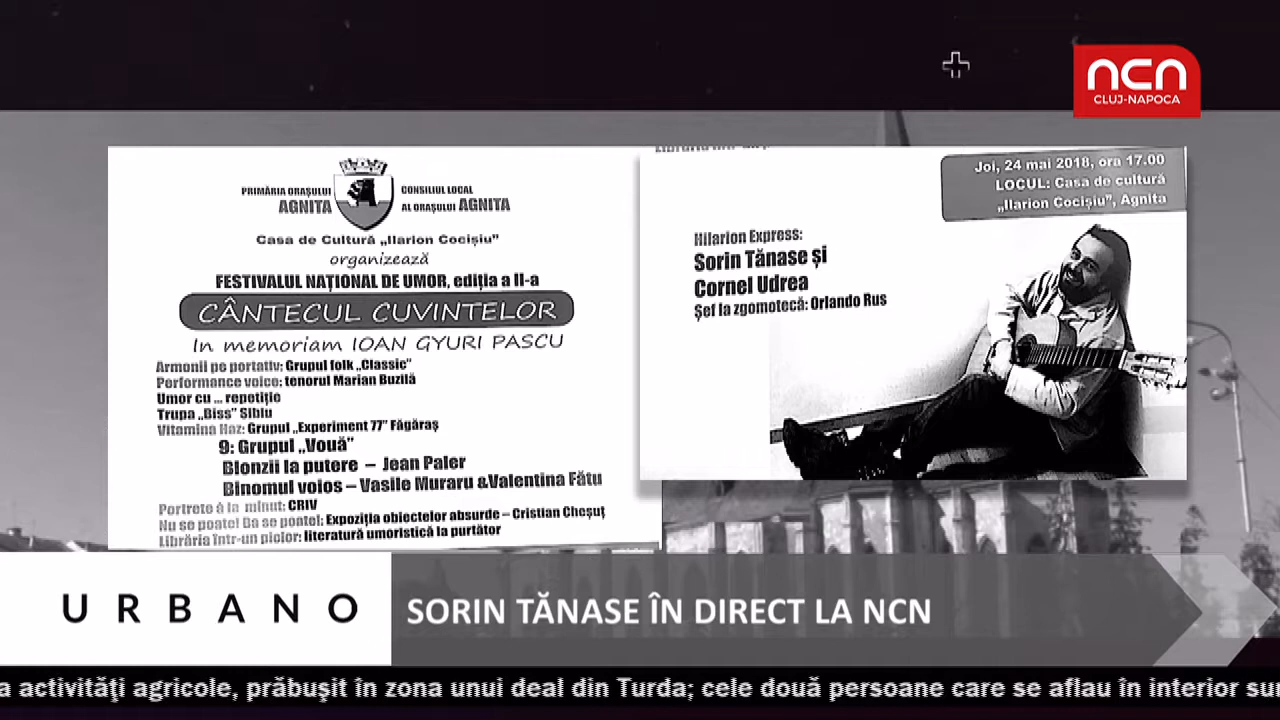 ncn
CLUJ-NAPOCA
PRIMĂRIA ORAȘULUI
AGNITA
CONSILIUL LOCAL
AL ORAȘULUI AGNITA
Casa de Cultură „Ilarion Cocișiu”
organizează
FESTIVALUL NAȚIONAL DE UMOR, ediția a II-a
CÂNTECUL CUVINTELOR
In memoriam IOAN GYURI PASCU
Armonii pe portativ: Grupul folk „Classic”
Performance voice: tenorul Marian Buzilă
Umor cu ... repetiție
Trupa „Biss” Sibiu
Vitamina Haz: Grupul „Experiment 77” Făgăraș
9: Grupul „Vouă”
Blonzii la putere – Jean Paler
Binomul voios – Vasile Muraru &Valentina Fătu
Portrete à la minut: CRIV
Nu se poate! Ba se poate!: Expoziția obiectelor absurde – Cristian Cheșuț
Librăria într-un picior: literatură umoristică la purtător
Joi, 24 mai 2018, ora 17.00
LOCUL: Casa de cultură
„Ilarion Cocișiu”, Agnita
Hilarion Express:
Sorin Tănase și
Cornel Udrea
Șef la zgomotecă: Orlando Rus
URBANO
SORIN TĂNASE ÎN DIRECT LA NCN
a activităţi agricole, prăbuşit în zona unui deal din Turda; cele două persoane care se aflau în interior